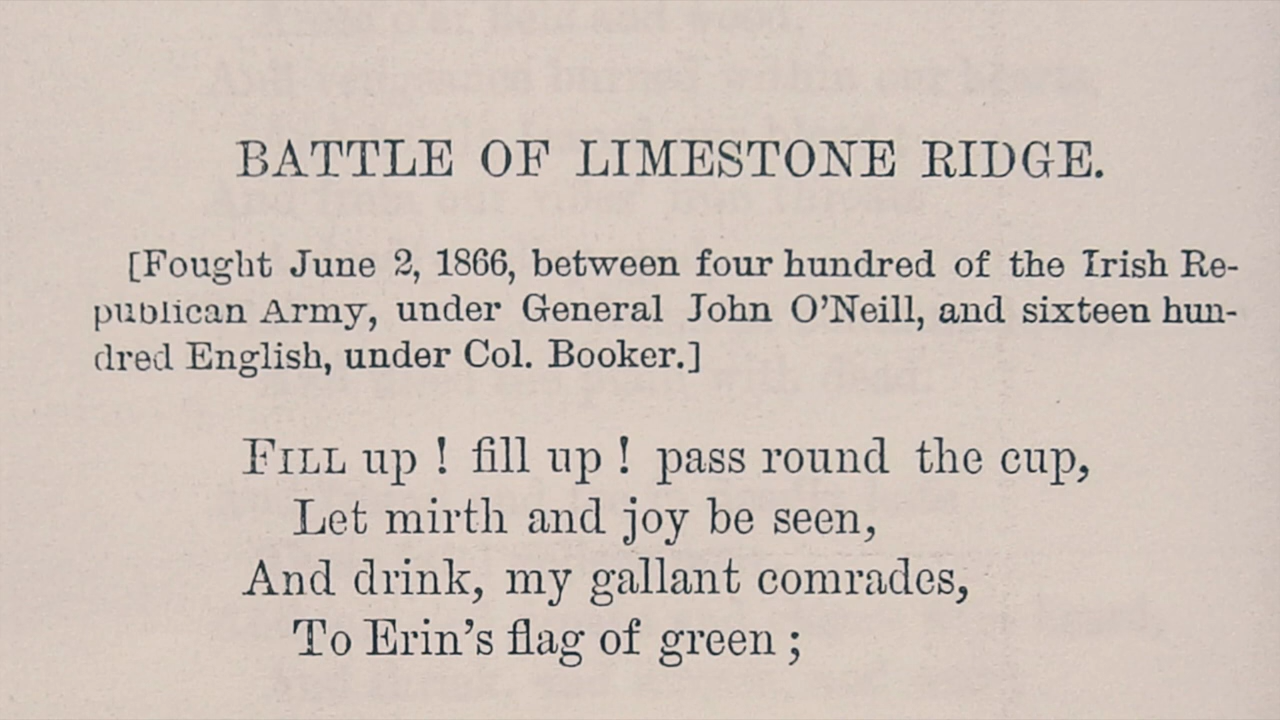 BATTLE OF LIMESTONE RIDGE.
[Fought June 2, 1866, between four hundred of the Irish Re-
publican Army, under General John O'Neill, and sixteen hun-
dred English, under Col. Booker.]
FILL up ! fill up ! pass round the cup,
Let mirth and joy be seen,
And drink, my gallant comrades,
To Erin's flag of green ;